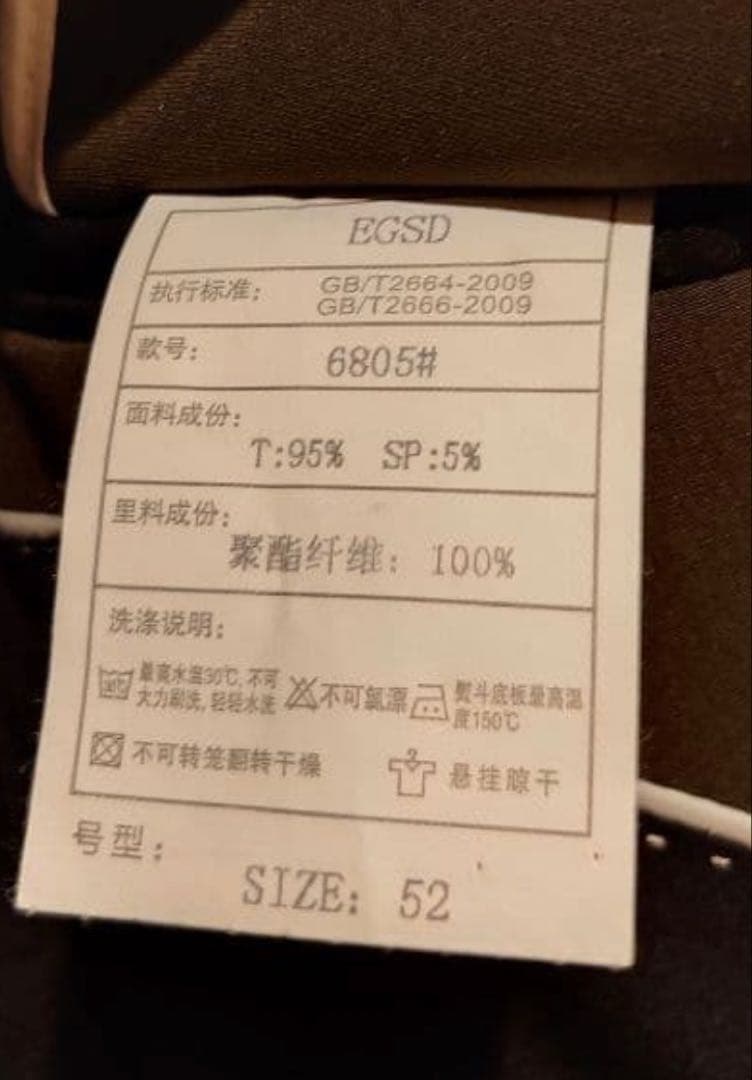 EGSD
执行标准: GB/T2664-2009
GB/T2666-2009
款号: 6805#
面料成份:
T:95% SP:5%
里料成份:
聚酯纤维: 100%
洗涤说明:
最高水温30℃, 不可
大力刷洗, 轻轻水洗
不可氯漂
熨斗底板最高温
度150℃
不可转笼翻转干燥
悬挂晾干
号型:
SIZE: 52